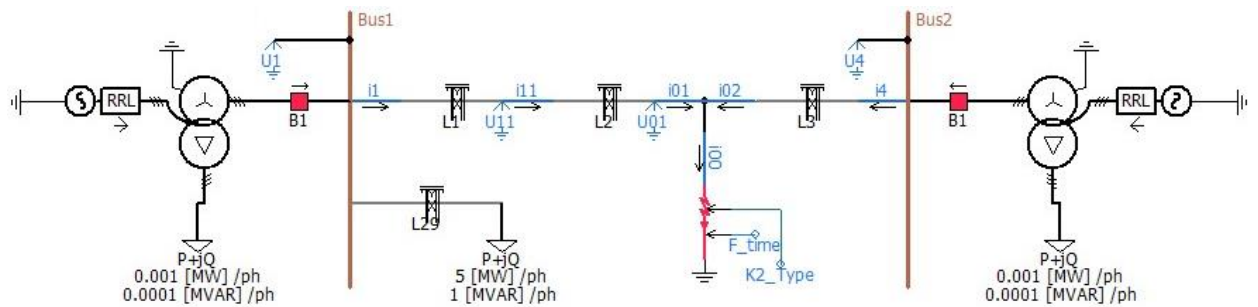 Bus1
Bus2
U1
U4
RRL
B1
i1
i11
i01
i02
i4
B1
RRL
L1
U11
L2
U01
L3
i00
L29
F_time
K2_Type
P+jQ
0.001 [MW] /ph
0.0001 [MVAR] /ph
P+jQ
5 [MW] /ph
1 [MVAR] /ph
P+jQ
0.001 [MW] /ph
0.0001 [MVAR] /ph